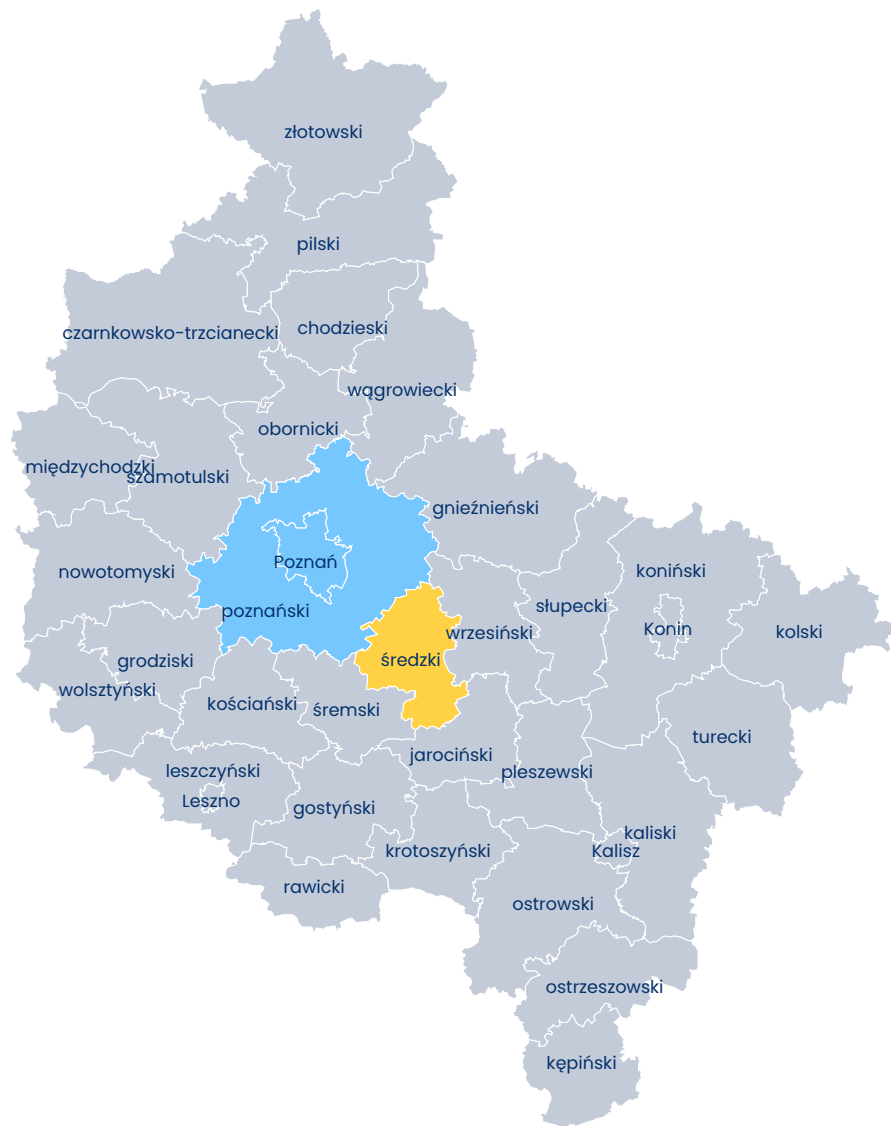 złotowski
pilski
chodzieski
czarnkowsko-trzcianecki
wągrowiecki
obornicki
międzychodzki
szamotulski
gnieźnieński
Poznań
nowotomyski
koniński
poznański
słupecki
wrzesiński
Konin
kolski
grodziski
średzki
wolsztyński
kościański
śremski
turecki
jarociński
leszczyński
pleszewski
Leszno
gostyński
kaliski
krotoszyński
Kalisz
rawicki
ostrowski
ostrzeszowski
kępiński